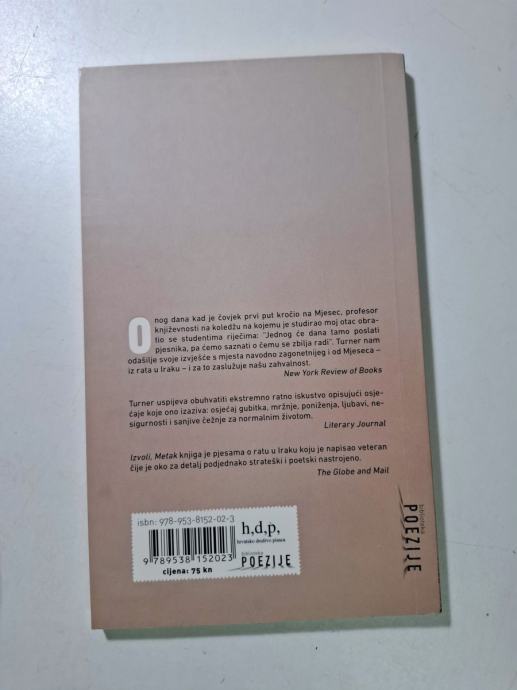 Onog dana kad je čovjek prvi put kročio na Mjesec, profesor
književnosti na koledžu na kojemu je studirao moj otac obra-
tio se studentima riječima: "Jednog će dana tamo poslati
pjesnika, pa ćemo saznati o čemu se zbilja radi". Turner nam
odašilje svoje izvješće s mjesta navodno zagonetnijeg i od Mjeseca –
iz rata u Iraku – i za to zaslužuje našu zahvalnost.
New York Review of Books
Turner uspijeva obuhvatiti ekstremno ratno iskustvo opisujući osje-
ćaje koje ono izaziva: osjećaj gubitka, mržnje, poniženja, ljubavi, ne-
sigurnosti i sanjive čežnje za normalnim životom.
Literary Journal
Izvoli, Metak knjiga je pjesama o ratu u Iraku koju je napisao veteran
čije je oko za detalj podjednako strateški i poetski nastrojeno.
The Globe and Mail
isbn: 978-953-8152-02-3
9 789538 152023
cijena: 75 kn
h,d,p,
hrvatsko društvo pisaca
biblioteka
POEZIJE
biblioteka
POEZIJE